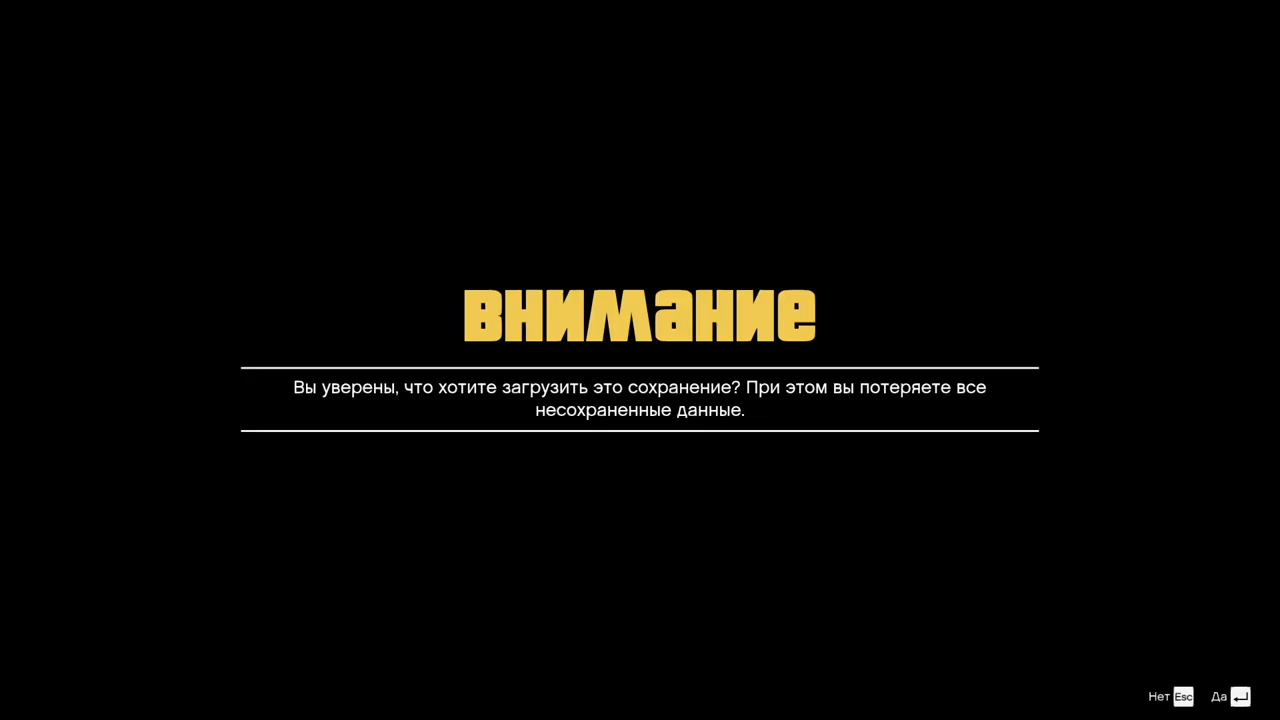 внимание
Вы уверены, что хотите загрузить это сохранение? При этом вы потеряете все
несохраненные данные.
Нет Esc Да